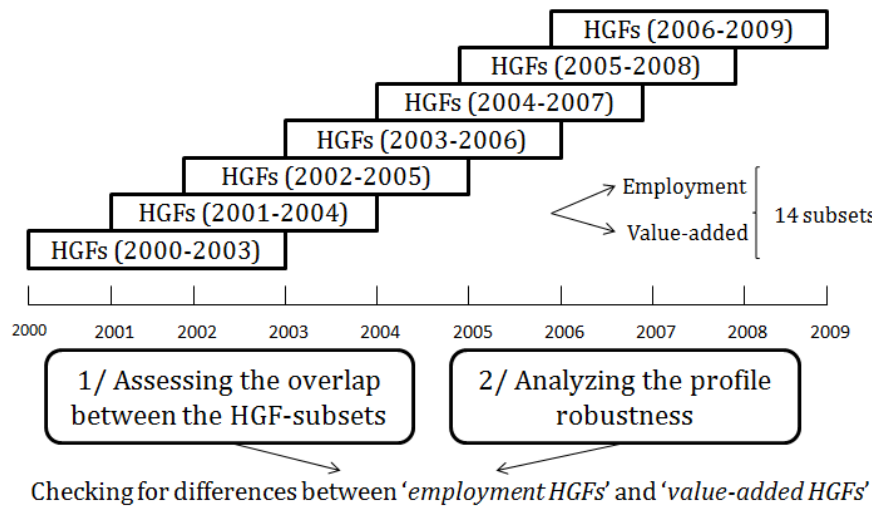 HGFs (2006-2009)
HGFs (2005-2008)
HGFs (2004-2007)
HGFs (2003-2006)
HGFs (2002-2005)
HGFs (2001-2004)
HGFs (2000-2003)
Employment
Value-added
14 subsets
2000 2001 2002 2003 2004 2005 2006 2007 2008 2009
1/ Assessing the overlap
between the HGF-subsets
2/ Analyzing the profile
robustness
Checking for differences between ‘employment HGFs’ and ‘value-added HGFs’